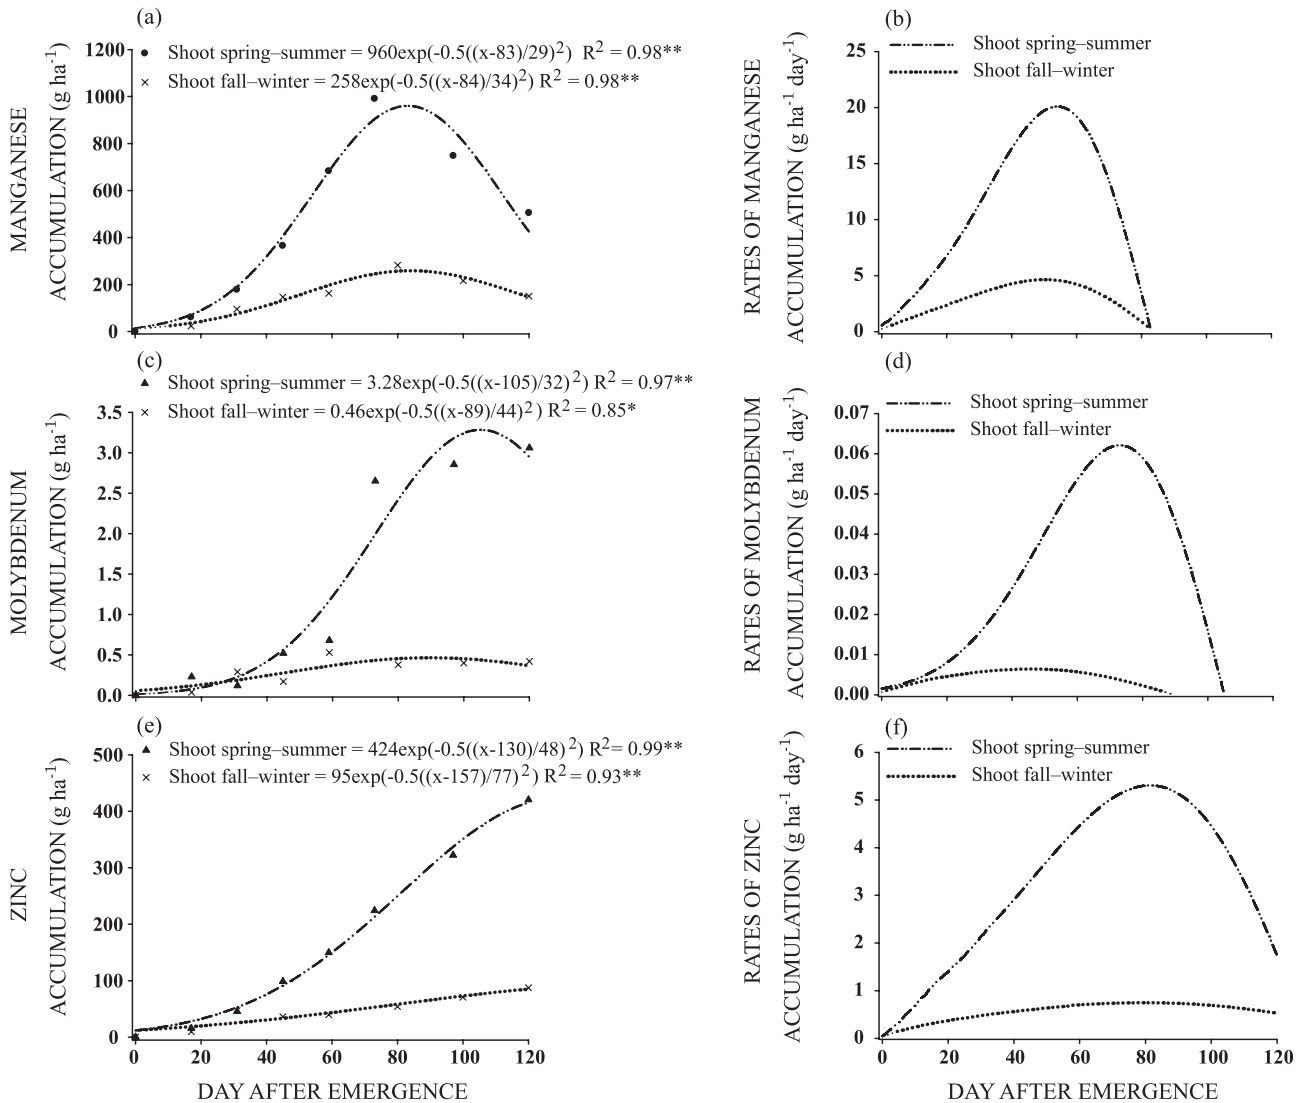 (a)
MANGANESE
ACCUMULATION (g ha-1)
1200
1000
800
600
400
200
0
Shoot spring–summer = 960exp(-0.5((x-83)/29)2) R2 = 0.98**
Shoot fall–winter = 258exp(-0.5((x-84)/34)2) R2 = 0.98**
(b)
RATES OF MANGANESE
ACCUMULATION (g ha-1 day-1)
25
20
15
10
5
0
Shoot spring–summer
Shoot fall–winter
(c)
MOLYBDENUM
ACCUMULATION (g ha-1)
Shoot spring–summer = 3.28exp(-0.5((x-105)/32)2) R2 = 0.97**
Shoot fall–winter = 0.46exp(-0.5((x-89)/44)2) R2 = 0.85*
3.5
3.0
2.5
2.0
1.5
1.0
0.5
0.0
(d)
RATES OF MOLYBDENUM
ACCUMULATION (g ha-1 day-1)
Shoot spring–summer
Shoot fall–winter
0.07
0.06
0.05
0.04
0.03
0.02
0.01
0.00
(e)
ZINC
ACCUMULATION (g ha-1)
Shoot spring–summer = 424exp(-0.5((x-130)/48)2) R2= 0.99**
Shoot fall–winter = 95exp(-0.5((x-157)/77)2) R2 = 0.93**
500
400
300
200
100
0
0 20 40 60 80 100 120
DAY AFTER EMERGENCE
(f)
RATES OF ZINC
ACCUMULATION (g ha-1 day-1)
Shoot spring–summer
Shoot fall–winter
6
5
4
3
2
1
0
0 20 40 60 80 100 120
DAY AFTER EMERGENCE